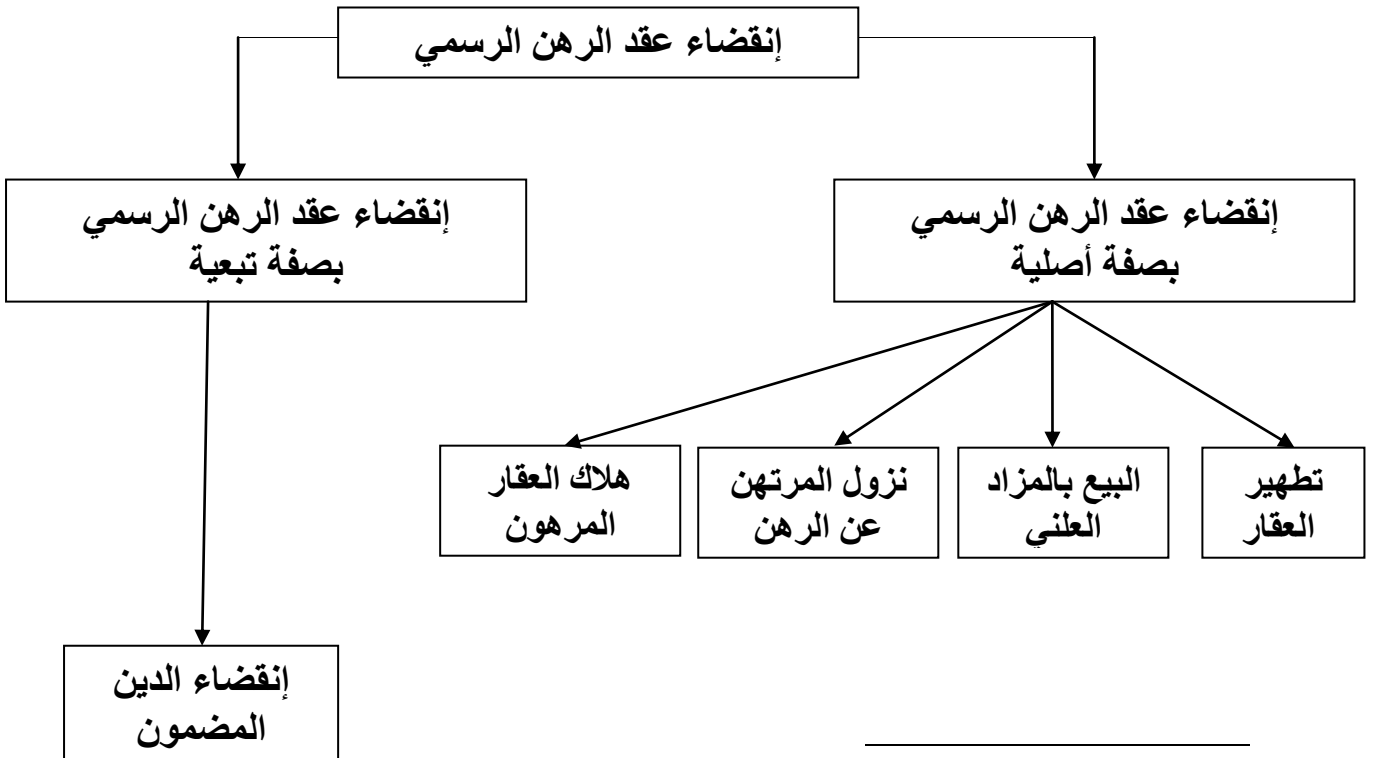 إنقضاء عقد الرهن الرسمي
إنقضاء عقد الرهن الرسمي
بصفة أصلية
إنقضاء عقد الرهن الرسمي
بصفة تبعية
تطهير
العقار
البيع بالمزاد
العلني
نزول المرتهن
عن الرهن
هلاك العقار
المرهون
إنقضاء الدين
المضمون